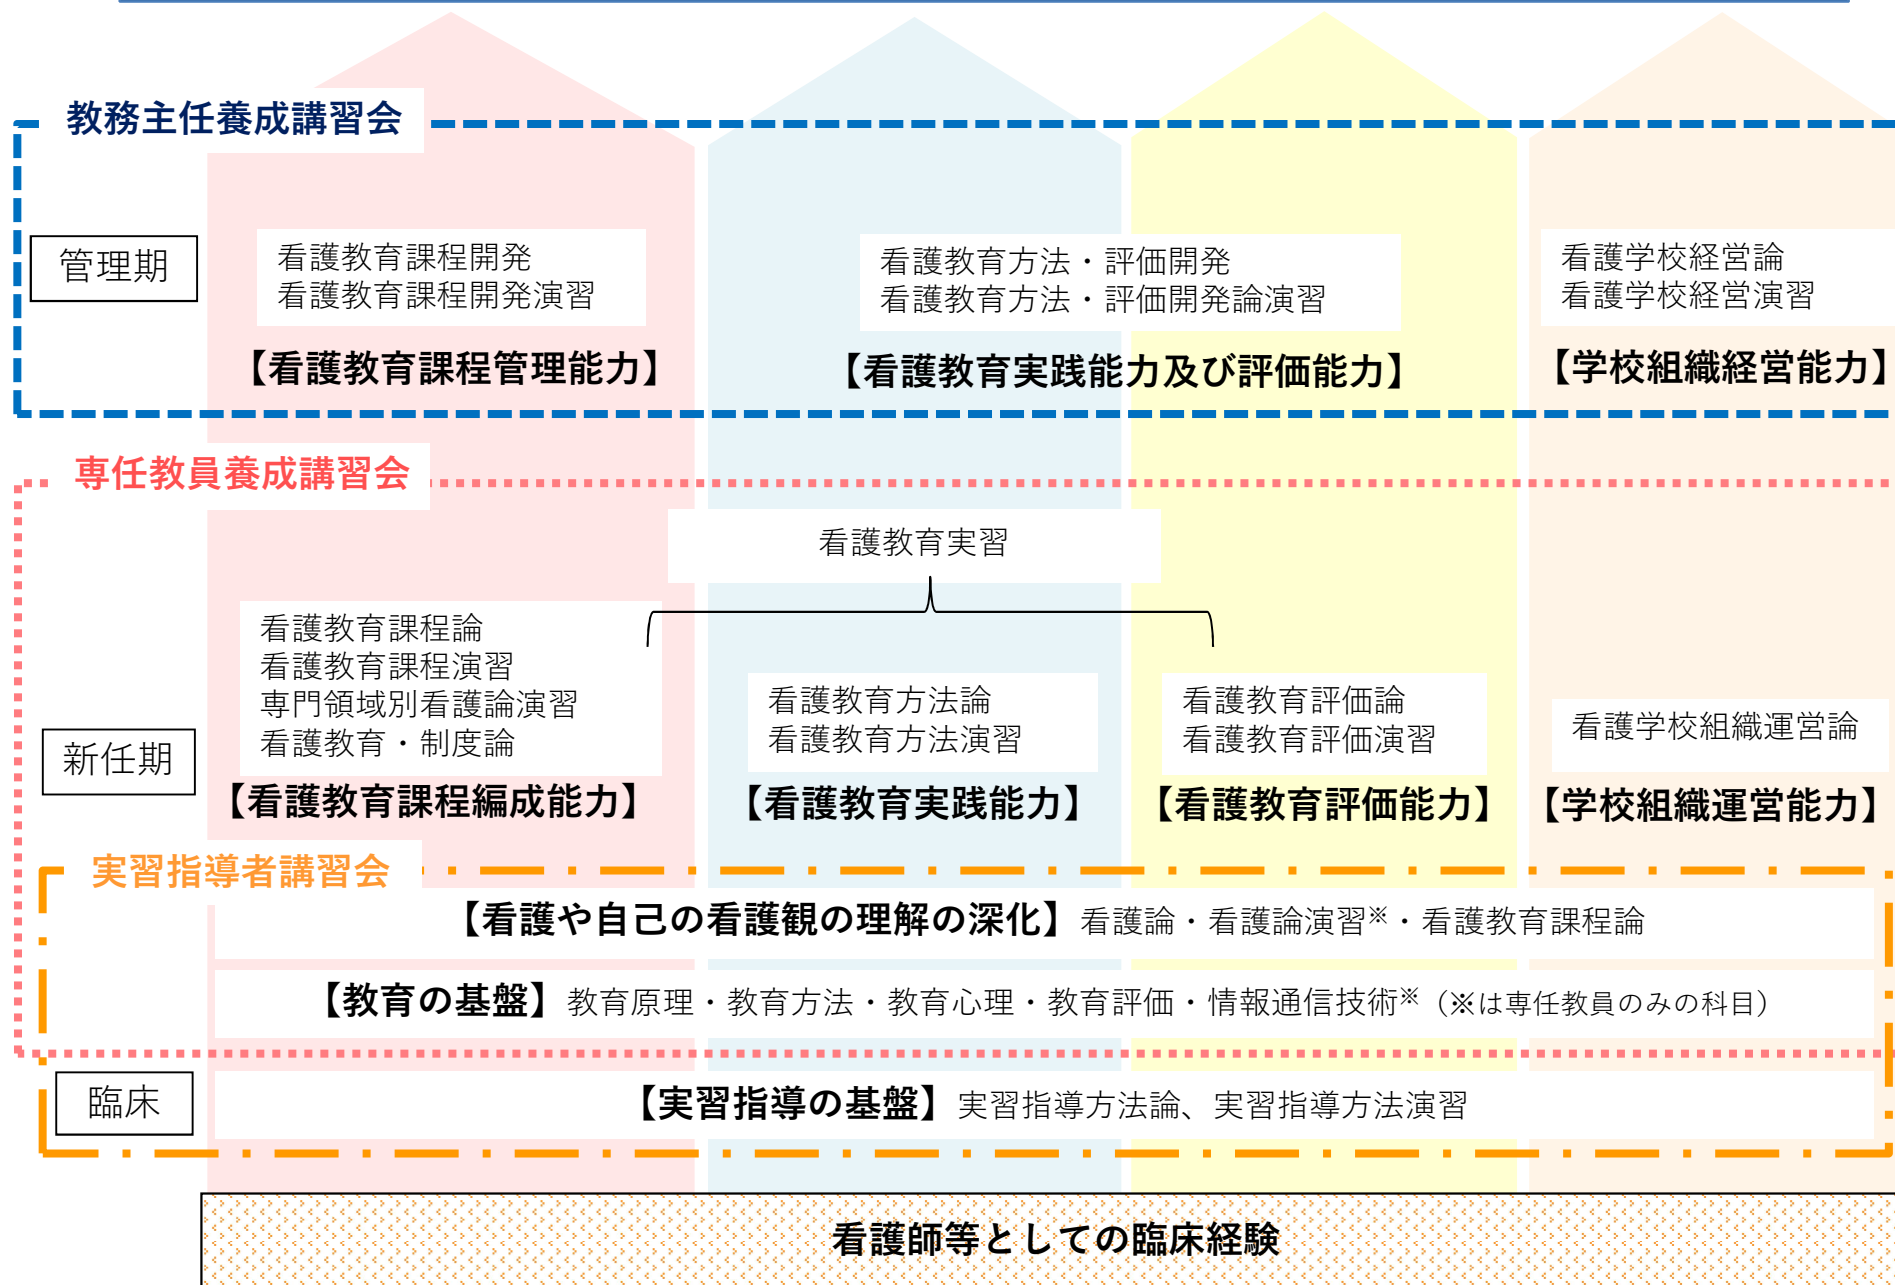 教務主任養成講習会
管理期
看護教育課程開発
看護教育課程開発演習
【看護教育課程管理能力】
看護教育方法・評価開発
看護教育方法・評価開発論演習
【看護教育実践能力及び評価能力】
看護学校経営論
看護学校経営演習
【学校組織経営能力】
専任教員養成講習会
看護教育実習
新任期
看護教育課程論
看護教育課程演習
専門領域別看護論演習
看護教育・制度論
【看護教育課程編成能力】
看護教育方法論
看護教育方法演習
【看護教育実践能力】
看護教育評価論
看護教育評価演習
【看護教育評価能力】
看護学校組織運営論
【学校組織運営能力】
実習指導者講習会
【看護や自己の看護観の理解の深化】看護論・看護論演習※・看護教育課程論
【教育の基盤】教育原理・教育方法・教育心理・教育評価・情報通信技術※（※は専任教員のみの科目）
臨床
【実習指導の基盤】実習指導方法論、実習指導方法演習
看護師等としての臨床経験